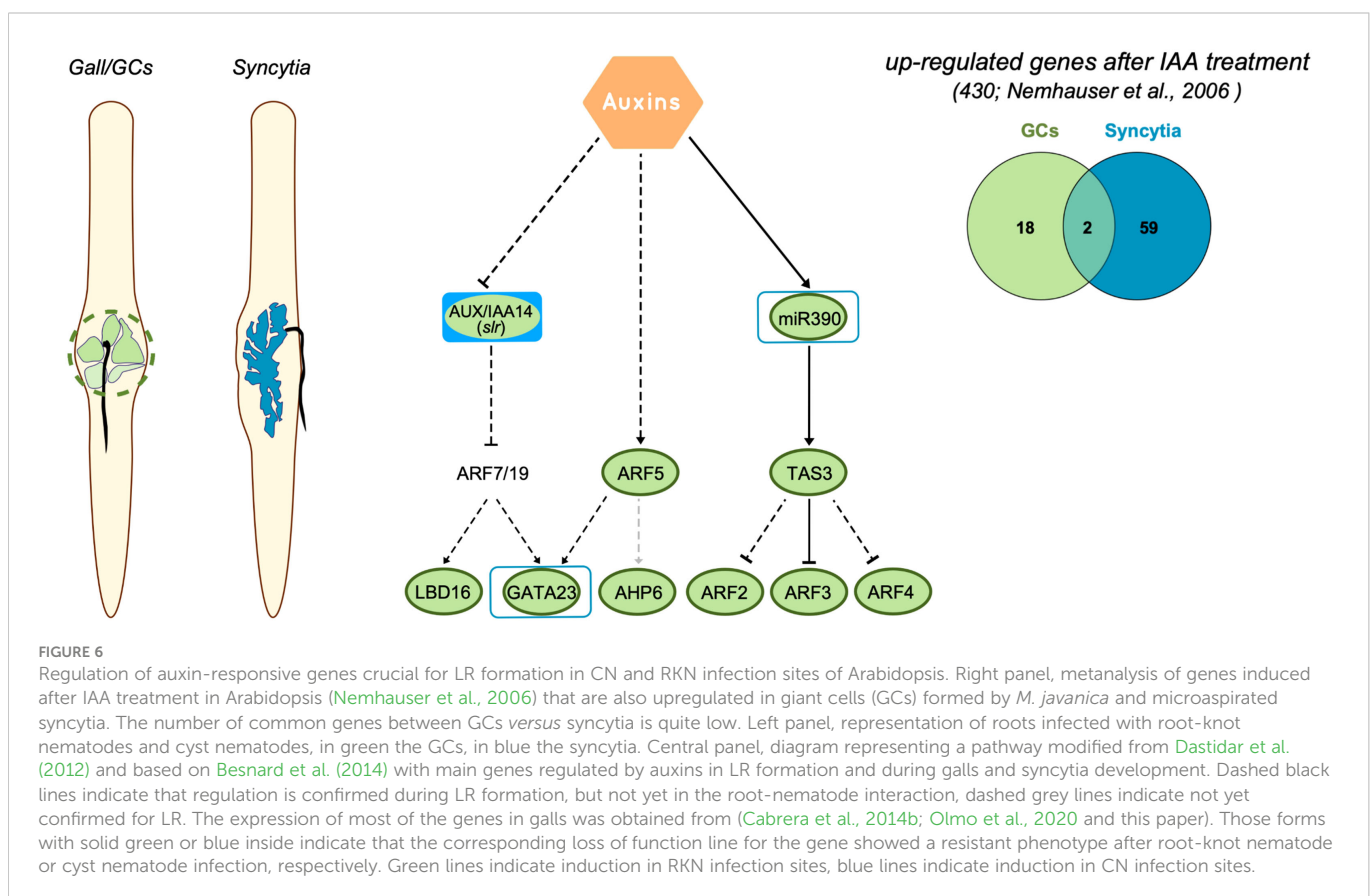 Gall/GCs
Syncytia
Auxins
up-regulated genes after IAA treatment
(430; Nemhauser et al., 2006 )
GCs
Syncytia
18
2
59
AUX/IAA14
(slr)
miR390
ARF7/19
ARF5
TAS3
LBD16
GATA23
AHP6
ARF2
ARF3
ARF4
FIGURE 6
Regulation of auxin-responsive genes crucial for LR formation in CN and RKN infection sites of Arabidopsis. Right panel, metanalysis of genes induced
after IAA treatment in Arabidopsis (Nemhauser et al., 2006) that are also upregulated in giant cells (GCs) formed by M. javanica and microaspirated
syncytia. The number of common genes between GCs versus syncytia is quite low. Left panel, representation of roots infected with root-knot
nematodes and cyst nematodes, in green the GCs, in blue the syncytia. Central panel, diagram representing a pathway modified from Dastidar et al.
(2012) and based on Besnard et al. (2014) with main genes regulated by auxins in LR formation and during galls and syncytia development. Dashed black
lines indicate that regulation is confirmed during LR formation, but not yet in the root-nematode interaction, dashed grey lines indicate not yet
confirmed for LR. The expression of most of the genes in galls was obtained from (Cabrera et al., 2014b; Olmo et al., 2020 and this paper). Those forms
with solid green or blue inside indicate that the corresponding loss of function line for the gene showed a resistant phenotype after root-knot nematode
or cyst nematode infection, respectively. Green lines indicate induction in RKN infection sites, blue lines indicate induction in CN infection sites.